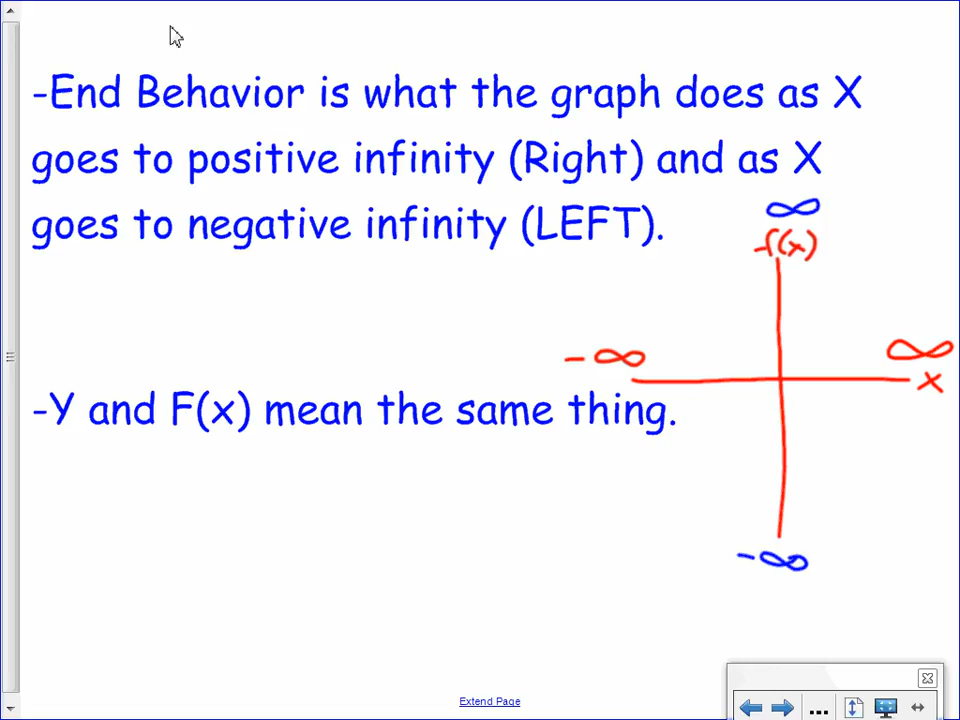 -End Behavior is what the graph does as X
goes to positive infinity (Right) and as X
goes to negative infinity (LEFT).
∞
f(x)
-∞
∞
x
-Y and F(x) mean the same thing.
-∞
Extend Page
...